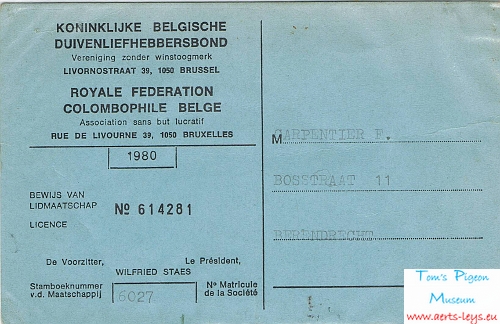 KONINKLIJKE BELGISCHE
DUIVENLIEFHEBBERSBOND
Vereniging zonder winstoogmerk
LIVORNOSTRAAT 39, 1050 BRUSSEL
ROYALE FEDERATION
COLOMBOPHILE BELGE
Association sans but lucratif
RUE DE LIVOURNE 39, 1050 BRUXELLES
1980
BEWIJS VAN
LIDMAATSCHAP
LICENCE
Nº 614281
De Voorzitter, Le Président,
WILFRIED STAES
Stamboeknummer
v.d. Maatschappij
6027
Nº Matricule
de la Société
M CARPENTIER F.
BOSSTRAAT 11
BERENDRECHT
Tom's Pigeon
Museum
www.aerts-leys.eu